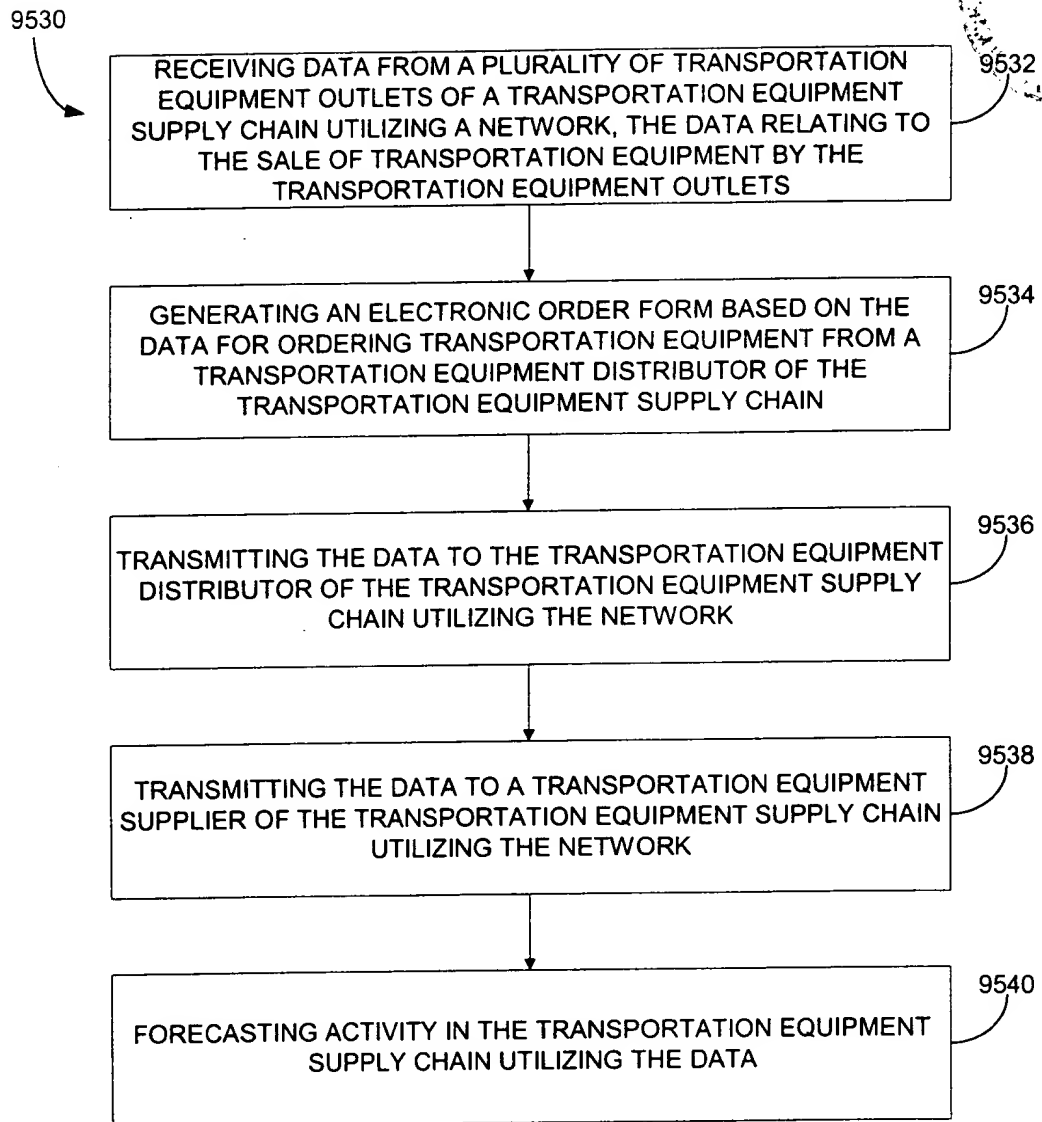 9530
RECEIVING DATA FROM A PLURALITY OF TRANSPORTATION
EQUIPMENT OUTLETS OF A TRANSPORTATION EQUIPMENT
SUPPLY CHAIN UTILIZING A NETWORK, THE DATA RELATING TO
THE SALE OF TRANSPORTATION EQUIPMENT BY THE
TRANSPORTATION EQUIPMENT OUTLETS
9532
GENERATING AN ELECTRONIC ORDER FORM BASED ON THE
DATA FOR ORDERING TRANSPORTATION EQUIPMENT FROM A
TRANSPORTATION EQUIPMENT DISTRIBUTOR OF THE
TRANSPORTATION EQUIPMENT SUPPLY CHAIN
9534
TRANSMITTING THE DATA TO THE TRANSPORTATION EQUIPMENT
DISTRIBUTOR OF THE TRANSPORTATION EQUIPMENT SUPPLY
CHAIN UTILIZING THE NETWORK
9536
TRANSMITTING THE DATA TO A TRANSPORTATION EQUIPMENT
SUPPLIER OF THE TRANSPORTATION EQUIPMENT SUPPLY CHAIN
UTILIZING THE NETWORK
9538
FORECASTING ACTIVITY IN THE TRANSPORTATION EQUIPMENT
SUPPLY CHAIN UTILIZING THE DATA
9540